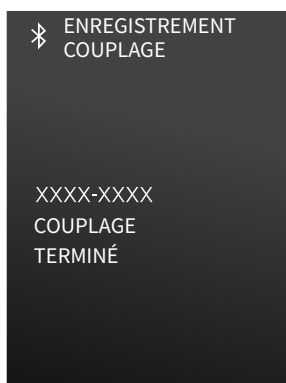 ENREGISTREMENT
COUPLAGE
XXXX-XXXX
COUPLAGE
TERMINÉ